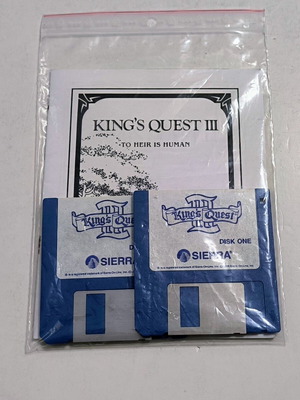 KING'S QUEST III
TO HEIR IS HUMAN
King's Quest
III
D
SIERRA
King's Quest
III
DISK ONE
SIERRA